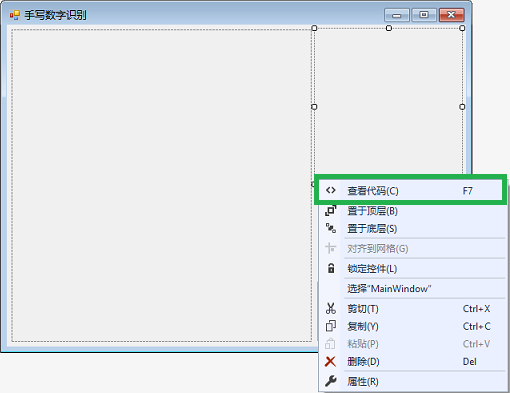 手写数字识别
查看代码(C) F7
置于顶层(B)
置于底层(S)
对齐到网格(G)
锁定控件(L)
选择"MainWindow"
剪切(T) Ctrl+X
复制(Y) Ctrl+C
粘贴(P) Ctrl+V
删除(D) Del
属性(R)